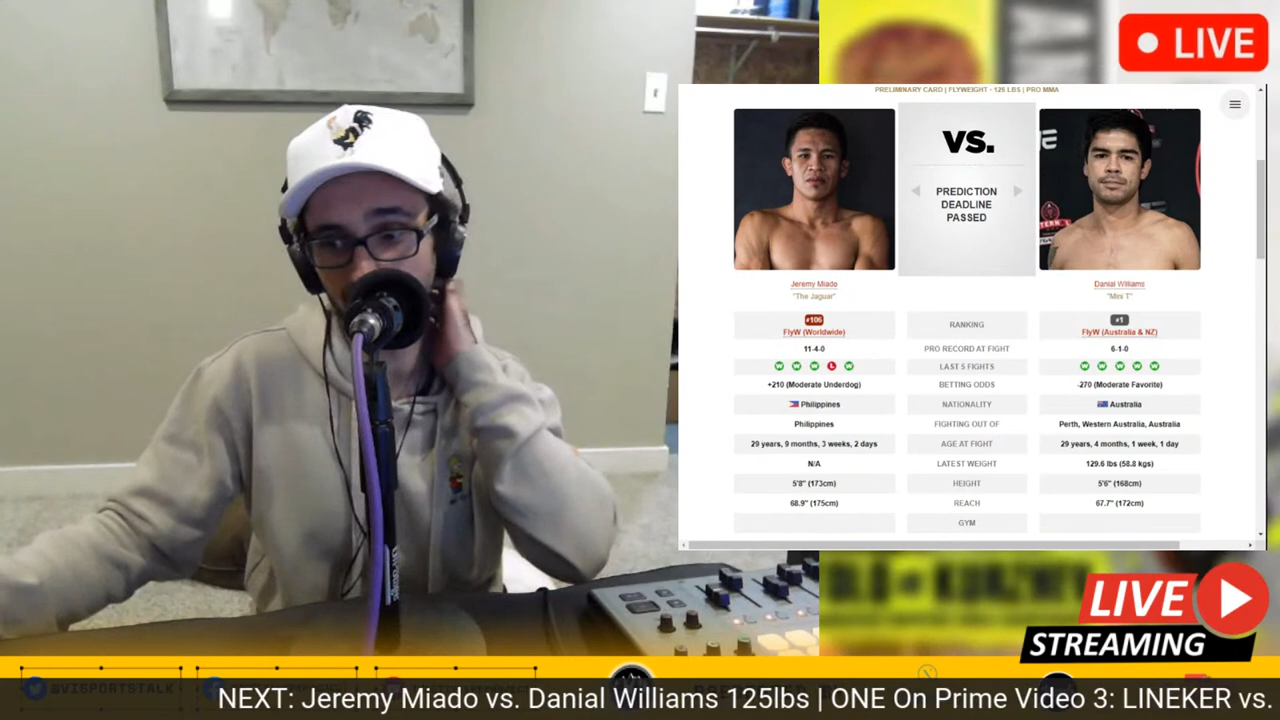 LIVE
PRELIMINARY CARD | FLYWEIGHT · 125 LBS | PRO MMA
VS.
PREDICTION
DEADLINE
PASSED
Jeremy Miado
"The Jaguar"
Danial Williams
"Mini T"
#106
FlyW (Worldwide)
RANKING
#1
FlyW (Australia & NZ)
11-4-0
PRO RECORD AT FIGHT
6-1-0
W W W L W
LAST 5 FIGHTS
W W W W W
+210 (Moderate Underdog)
BETTING ODDS
-270 (Moderate Favorite)
Philippines
NATIONALITY
Australia
Philippines
FIGHTING OUT OF
Perth, Western Australia, Australia
29 years, 9 months, 3 weeks, 2 days
AGE AT FIGHT
29 years, 4 months, 1 week, 1 day
N/A
LATEST WEIGHT
129.6 lbs (58.8 kgs)
5'8" (173cm)
HEIGHT
5'6" (168cm)
68.9" (175cm)
REACH
67.7" (172cm)
GYM
LIVE
STREAMING
@VISPORTSTALK
NEXT: Jeremy Miado vs. Danial Williams 125lbs | ONE On Prime Video 3: LINEKER vs.